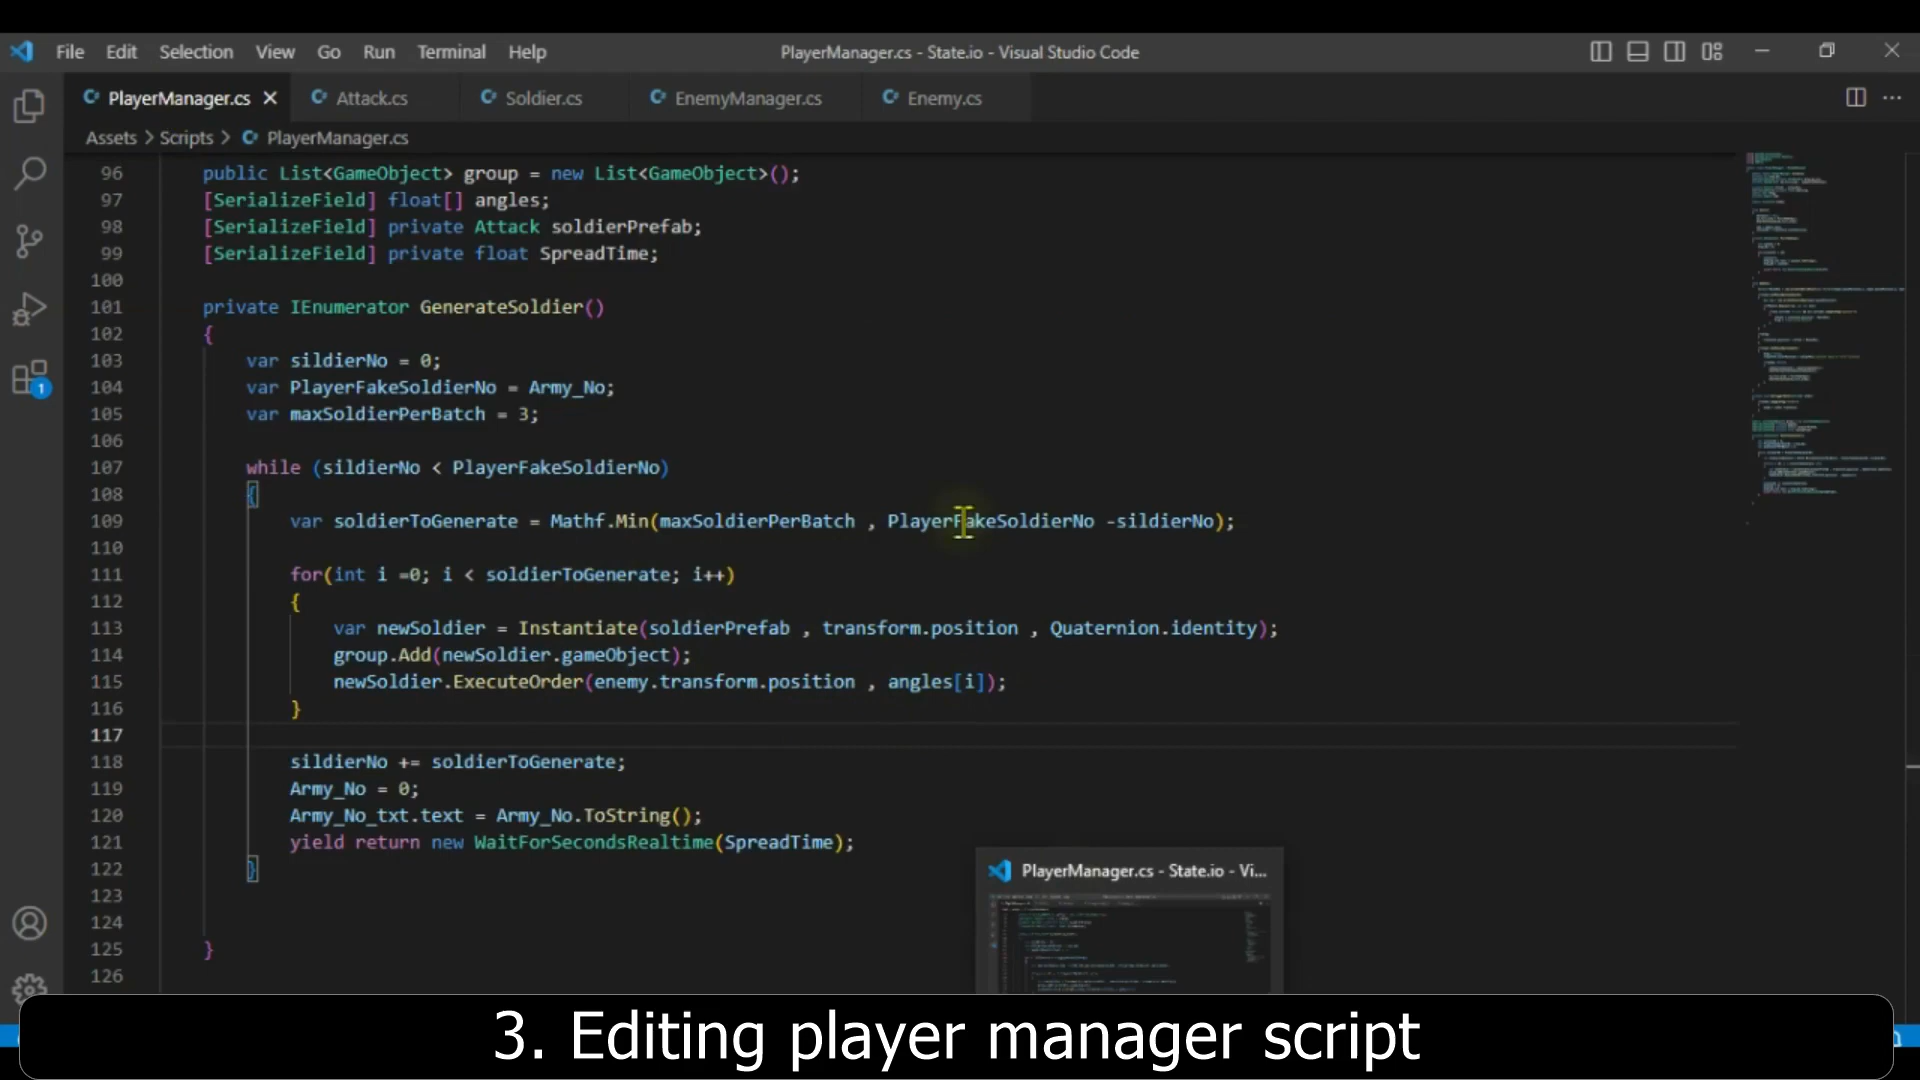 File Edit Selection View Go Run Terminal Help PlayerManager.cs - State.io - Visual Studio Code
PlayerManager.cs Attack.cs Soldier.cs EnemyManager.cs Enemy.cs
Assets > Scripts > PlayerManager.cs
96 public List<GameObject> group = new List<GameObject>();
97 [SerializeField] float[] angles;
98 [SerializeField] private Attack soldierPrefab;
99 [SerializeField] private float SpreadTime;
100
101 private IEnumerator GenerateSoldier()
102 {
103 var sildierNo = 0;
104 var PlayerFakeSoldierNo = Army_No;
105 var maxSoldierPerBatch = 3;
106
107 while (sildierNo < PlayerFakeSoldierNo)
108 {
109 var soldierToGenerate = Mathf.Min(maxSoldierPerBatch , PlayerFakeSoldierNo -sildierNo);
110
111 for(int i =0; i < soldierToGenerate; i++)
112 {
113 var newSoldier = Instantiate(soldierPrefab , transform.position , Quaternion.identity);
114 group.Add(newSoldier.gameObject);
115 newSoldier.ExecuteOrder(enemy.transform.position , angles[i]);
116 }
117
118 sildierNo += soldierToGenerate;
119 Army_No = 0;
120 Army_No_txt.text = Army_No.ToString();
121 yield return new WaitForSecondsRealtime(SpreadTime);
122 }
123
124
125 }
126
1
PlayerManager.cs - State.io - Vi...
3. Editing player manager script